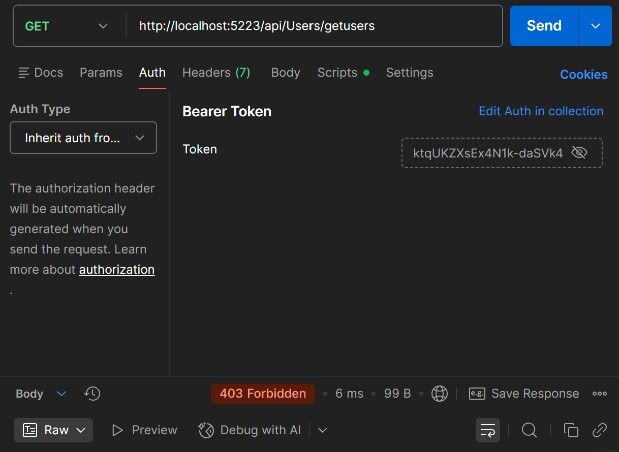 GET http://localhost:5223/api/Users/getusers Send
Docs Params Auth Headers (7) Body Scripts Settings Cookies
Auth Type
Inherit auth fro...
The authorization header
will be automatically
generated when you
send the request. Learn
more about authorization
.
Bearer Token Edit Auth in collection
Token ktqUKZXsEx4N1k-daSVk4
Body 403 Forbidden • 6 ms • 99 B • e.g. Save Response
Raw Preview Debug with AI